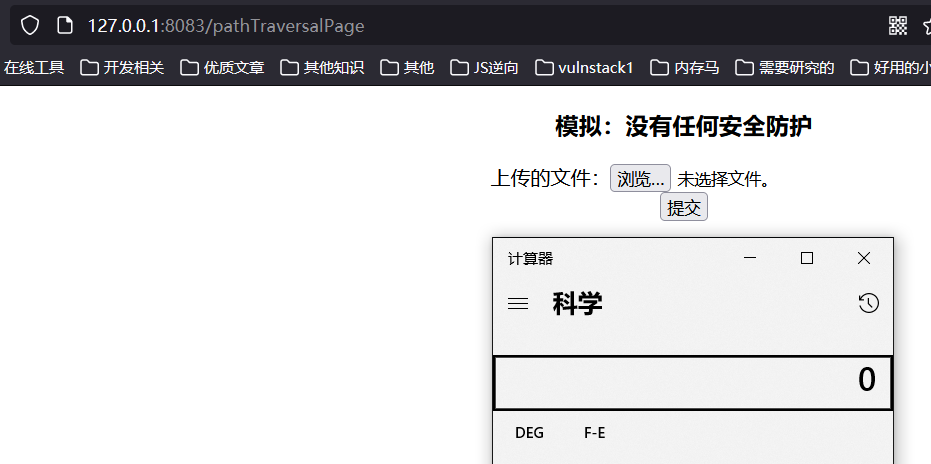 127.0.0.1:8083/pathTraversalPage
在线工具 开发相关 优质文章 其他知识 其他 JS逆向 vulnstack1 内存马 需要研究的 好用的小
模拟：没有任何安全防护
上传的文件： 浏览... 未选择文件。
提交
计算器
科学
0
DEG F-E